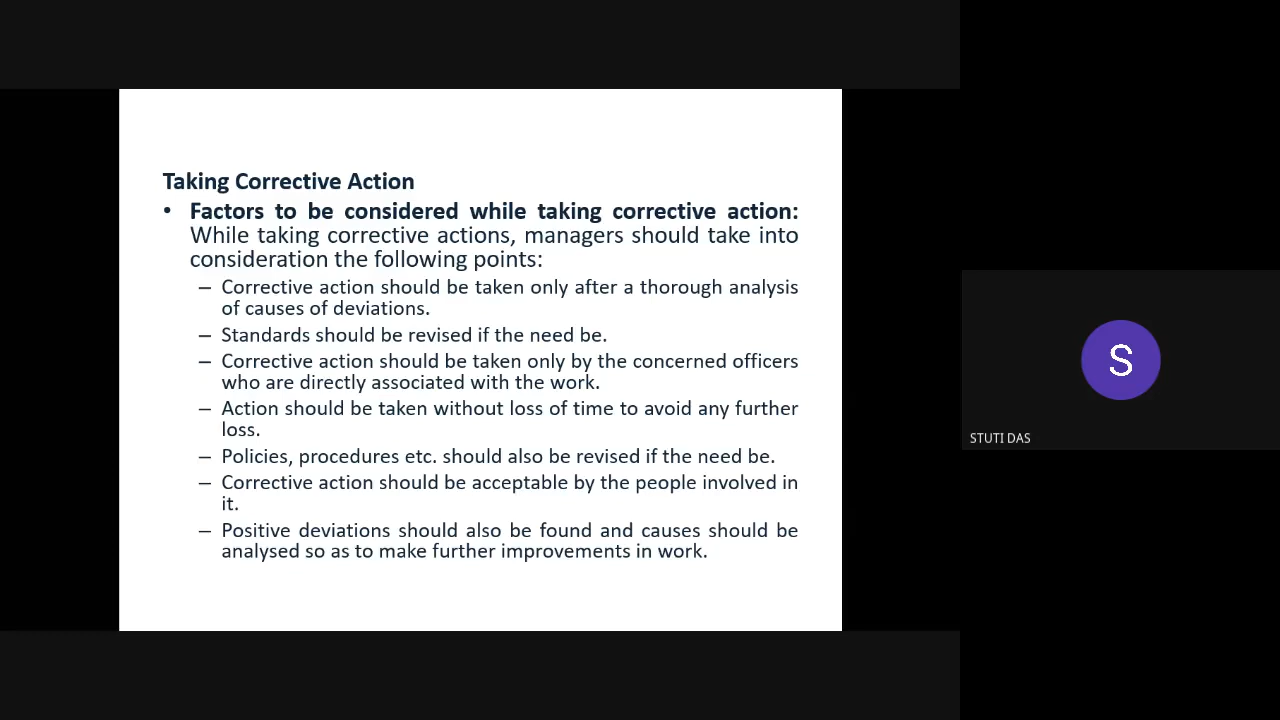 Taking Corrective Action
• Factors to be considered while taking corrective action:
While taking corrective actions, managers should take into
consideration the following points:
– Corrective action should be taken only after a thorough analysis
of causes of deviations.
– Standards should be revised if the need be.
– Corrective action should be taken only by the concerned officers
who are directly associated with the work.
– Action should be taken without loss of time to avoid any further
loss.
– Policies, procedures etc. should also be revised if the need be.
– Corrective action should be acceptable by the people involved in
it.
– Positive deviations should also be found and causes should be
analysed so as to make further improvements in work.
S
STUTI DAS